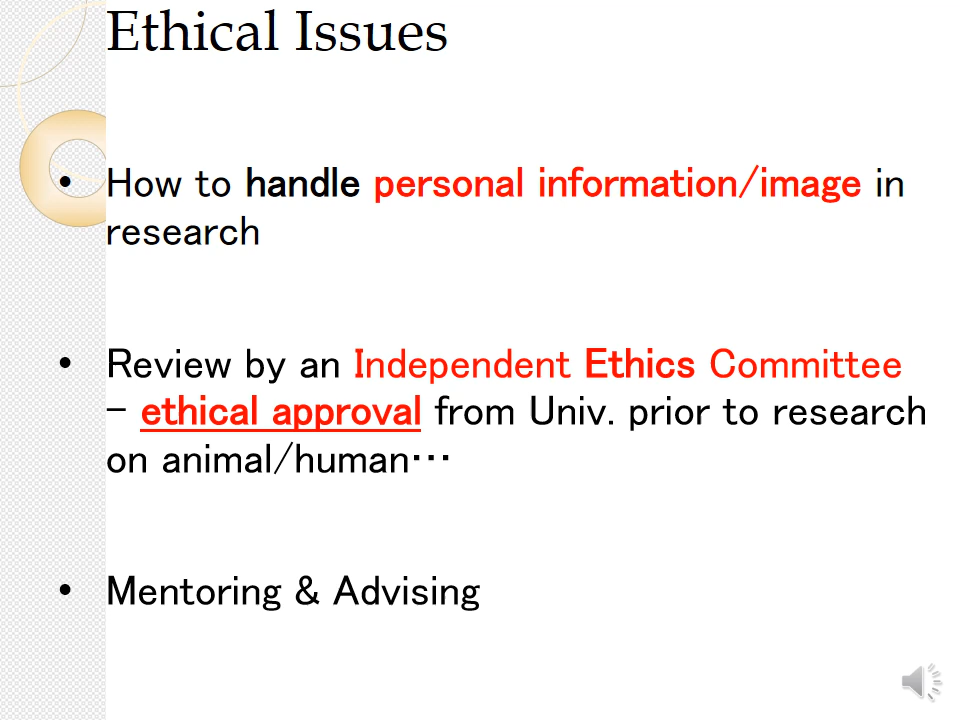 Ethical Issues
• How to handle personal information/image in
research
• Review by an Independent Ethics Committee
– ethical approval from Univ. prior to research
on animal/human…
• Mentoring & Advising